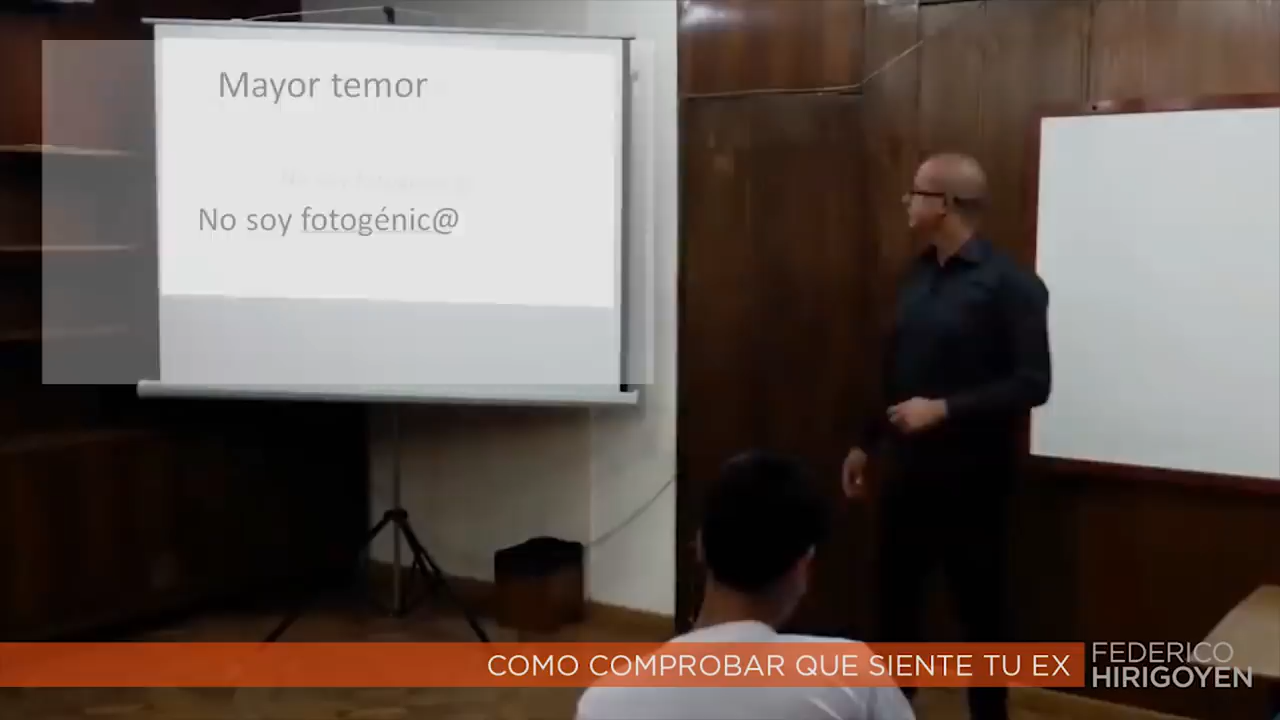 Mayor temor
No soy fotogénic@
COMO COMPROBAR QUE SIENTE TU EX
FEDERICO
HIRIGOYEN